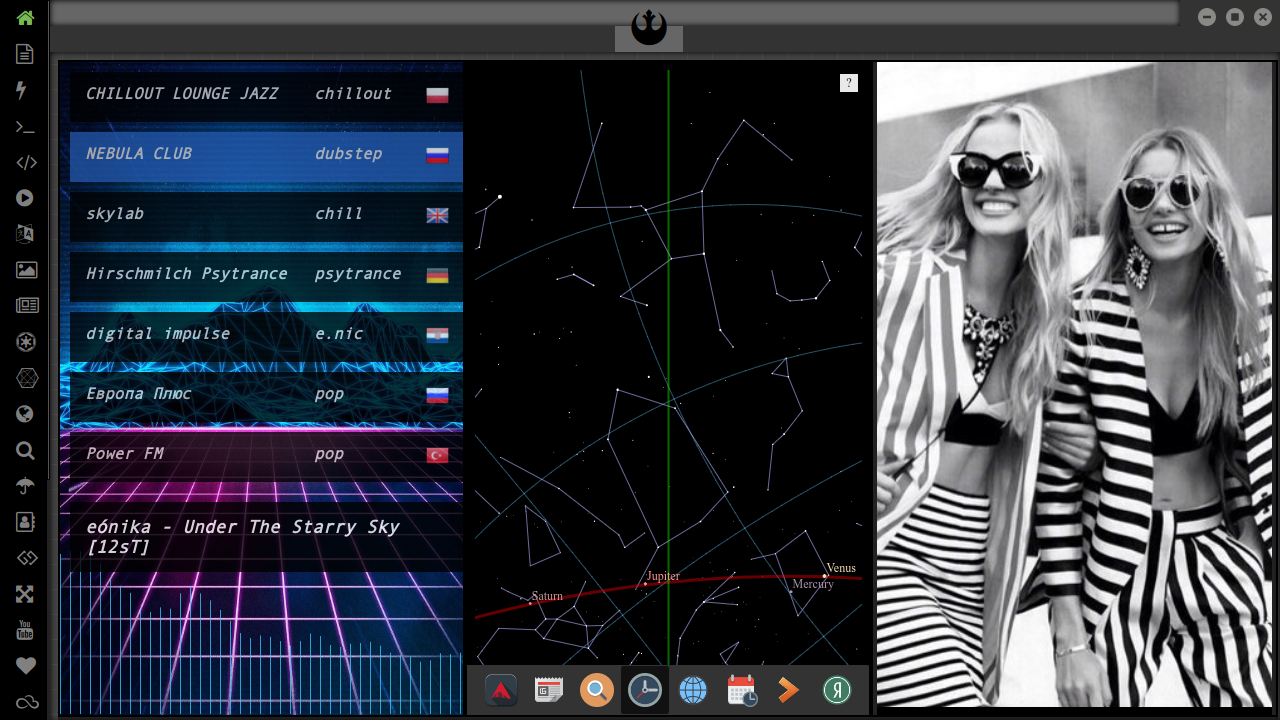 CHILLOUT LOUNGE JAZZ chillout
NEBULA CLUB dubstep
skylab chill
Hirschmilch Psytrance psytrance
digital impulse e.nic
Европа Плюс pop
Power FM pop
eónika - Under The Starry Sky
[12sT]
?
Venus
Jupiter
Mercury
Saturn
You
Tube
Я